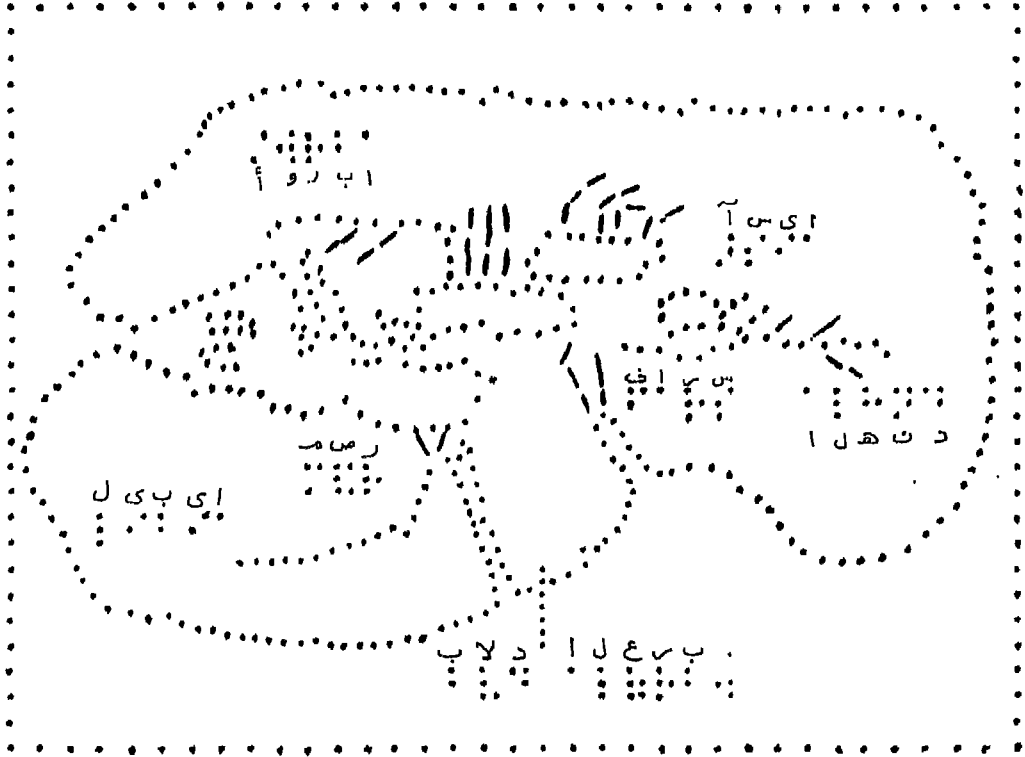 أوربا
آسيا
فارس
الهند
مصر
ليبيا
بلاد العرب